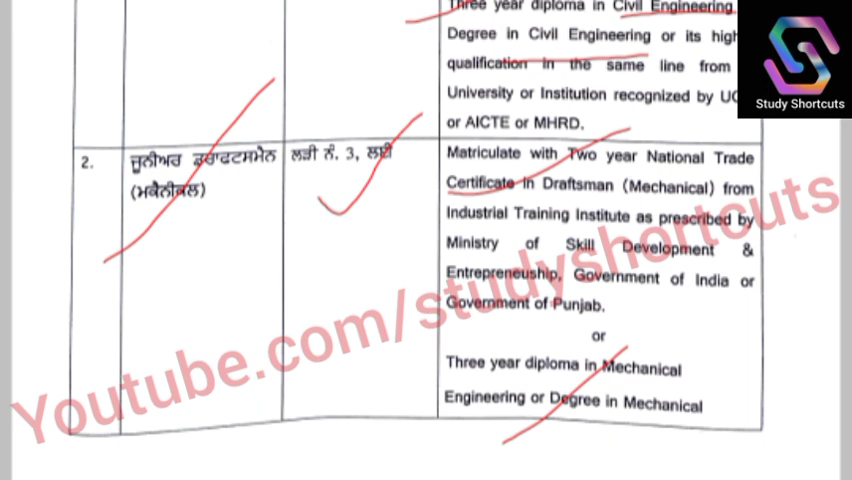 Three year diploma in Civil Engineering
Degree in Civil Engineering or its high
qualification in the same line from
University or Institution recognized by
or AICTE or MHRD.
Study Shortcuts
2. ਜੂਨੀਅਰ ਡਰਾਫਟਸਮੈਨ ਲੜੀ ਨੰ. 3, ਲਈ Matriculate with Two year National Trade
(ਮਕੈਨੀਕਲ) Certificate in Draftsman (Mechanical) from
Industrial Training Institute as prescribed by
Ministry of Skill Development &
Entrepreneuship, Government of India or
Government of Punjab.
or
Three year diploma in Mechanical
Engineering or Degree in Mechanical
Youtube.com/studyshortcuts